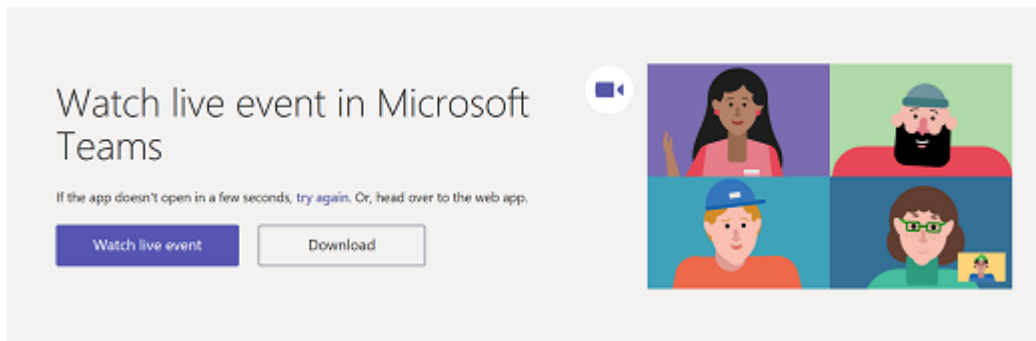 Watch live event in Microsoft
Teams
If the app doesn't open in a few seconds, try again. Or, head over to the web app.
Watch live event
Download